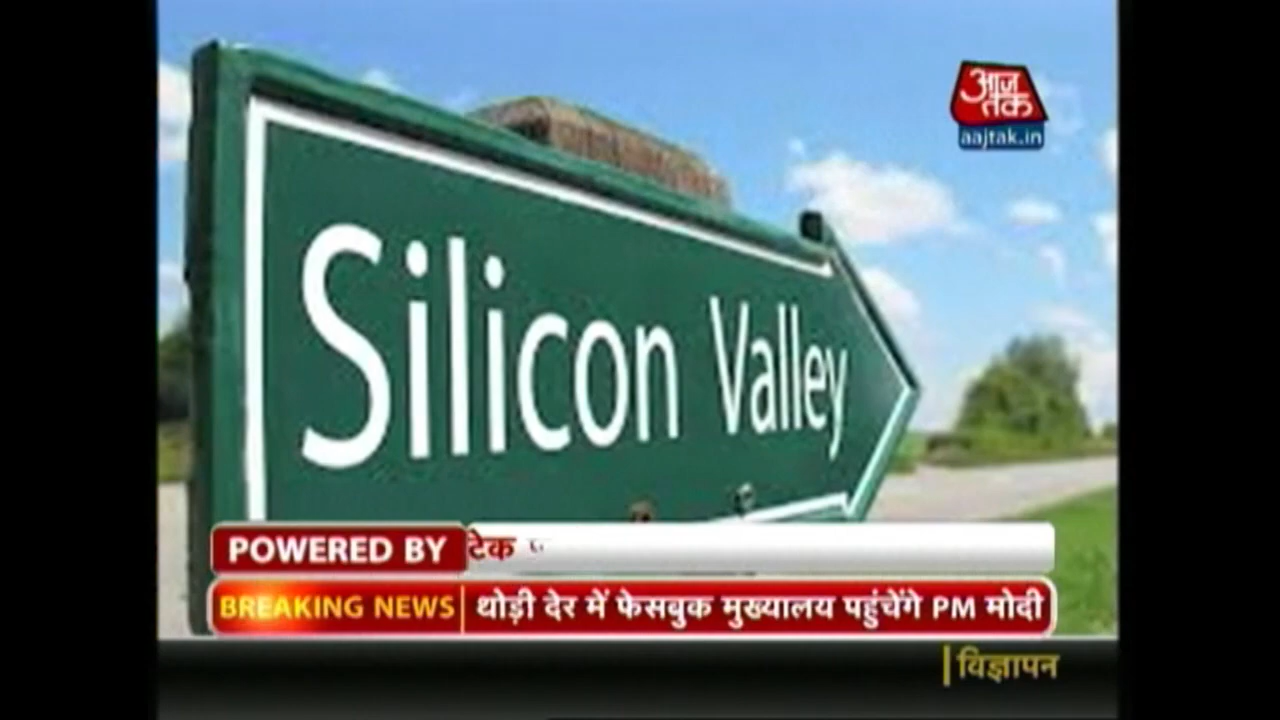 आज
तक
aajtak.in
Silicon Valley
POWERED BY टेक
BREAKING NEWS थोड़ी देर में फेसबुक मुख्यालय पहुंचेंगे PM मोदी
विज्ञापन